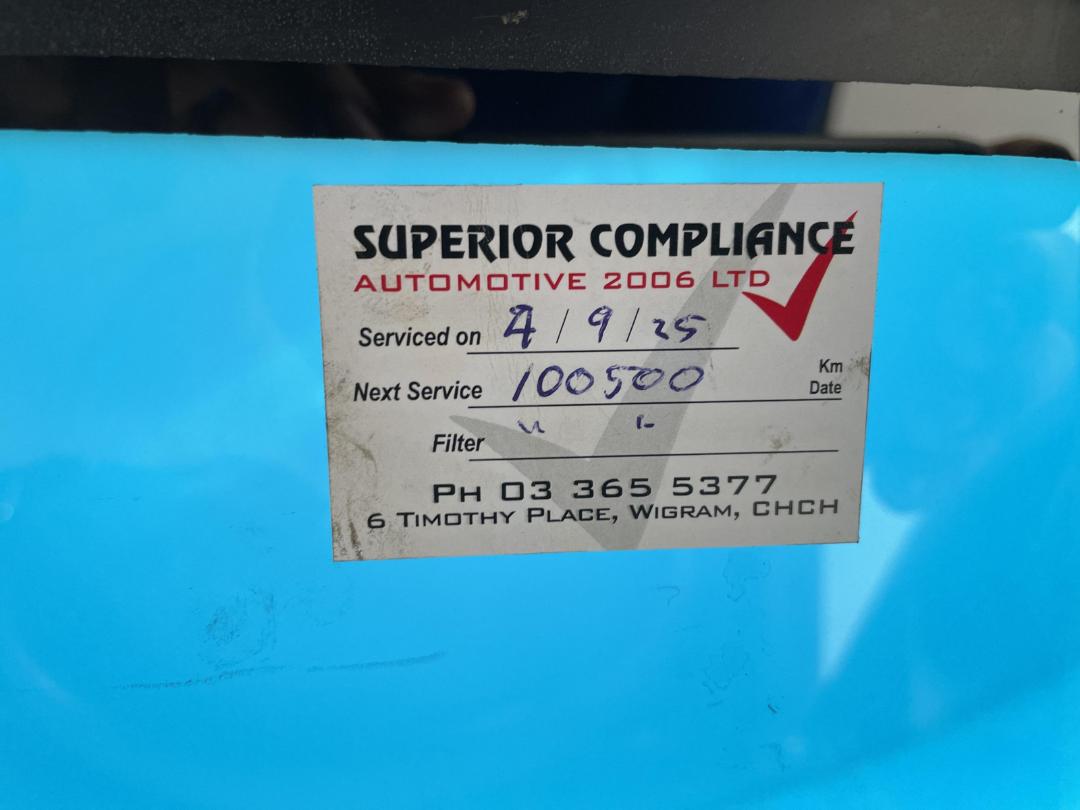 SUPERIOR COMPLIANCE
AUTOMOTIVE 2006 LTD
Serviced on 4/9/25
Next Service 100500 Km
Date
Filter " "
PH 03 365 5377
6 TIMOTHY PLACE, WIGRAM, CHCH